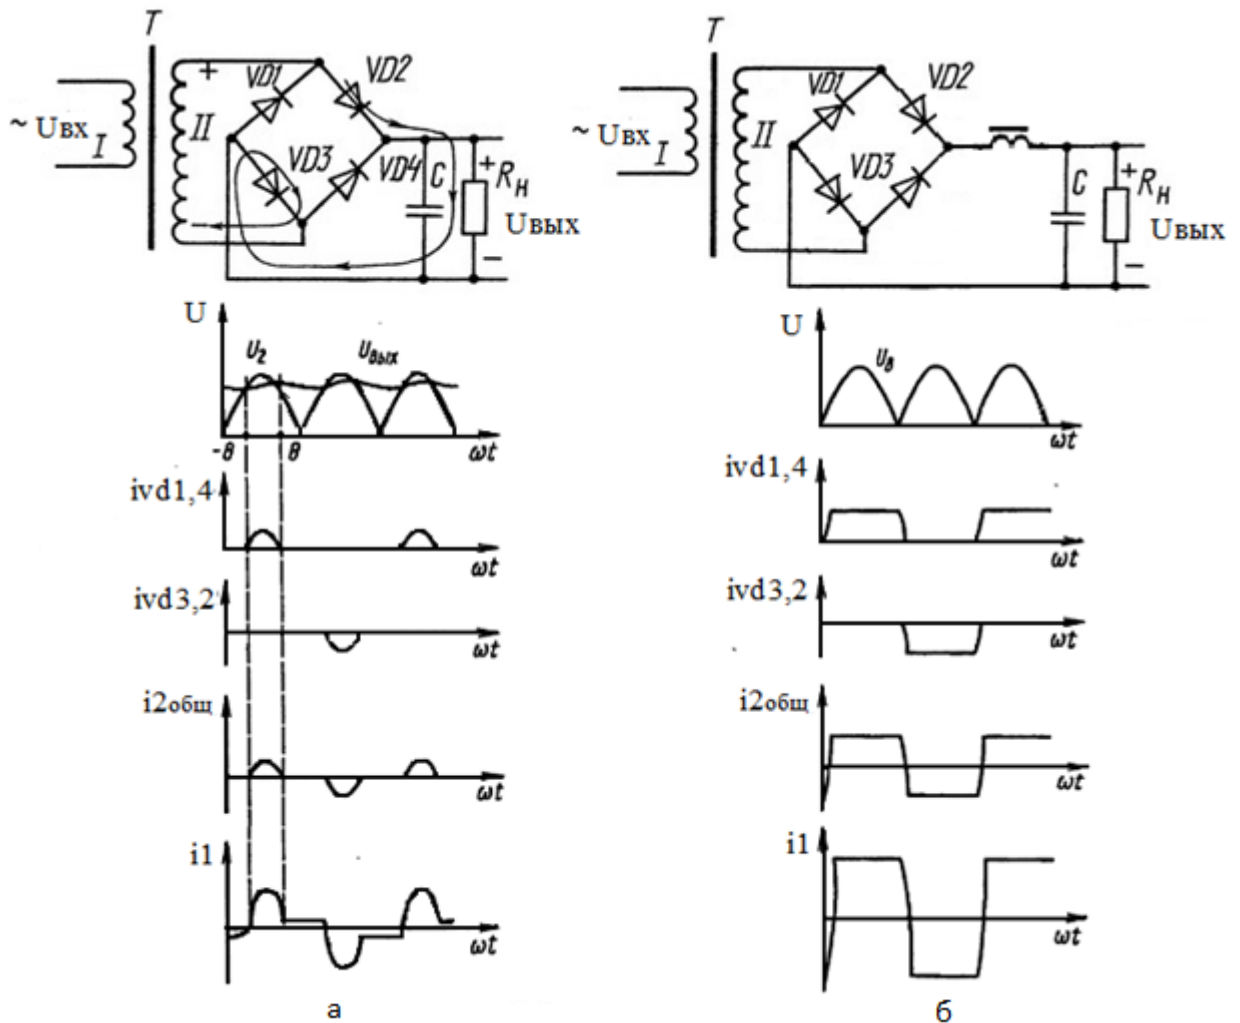 T
VD1
VD2
+
~ Uвх
I
II
VD3
VD4
C
+
Rн
Uвых
−
U
U2
Uвых
-θ
θ
ωt
ivd1,4
ωt
ivd3,2
ωt
i2общ
ωt
i1
ωt
а
T
VD1
VD2
~ Uвх
I
II
VD3
C
+
Rн
Uвых
−
U
Uв
ωt
ivd1,4
ωt
ivd3,2
ωt
i2общ
ωt
i1
ωt
б